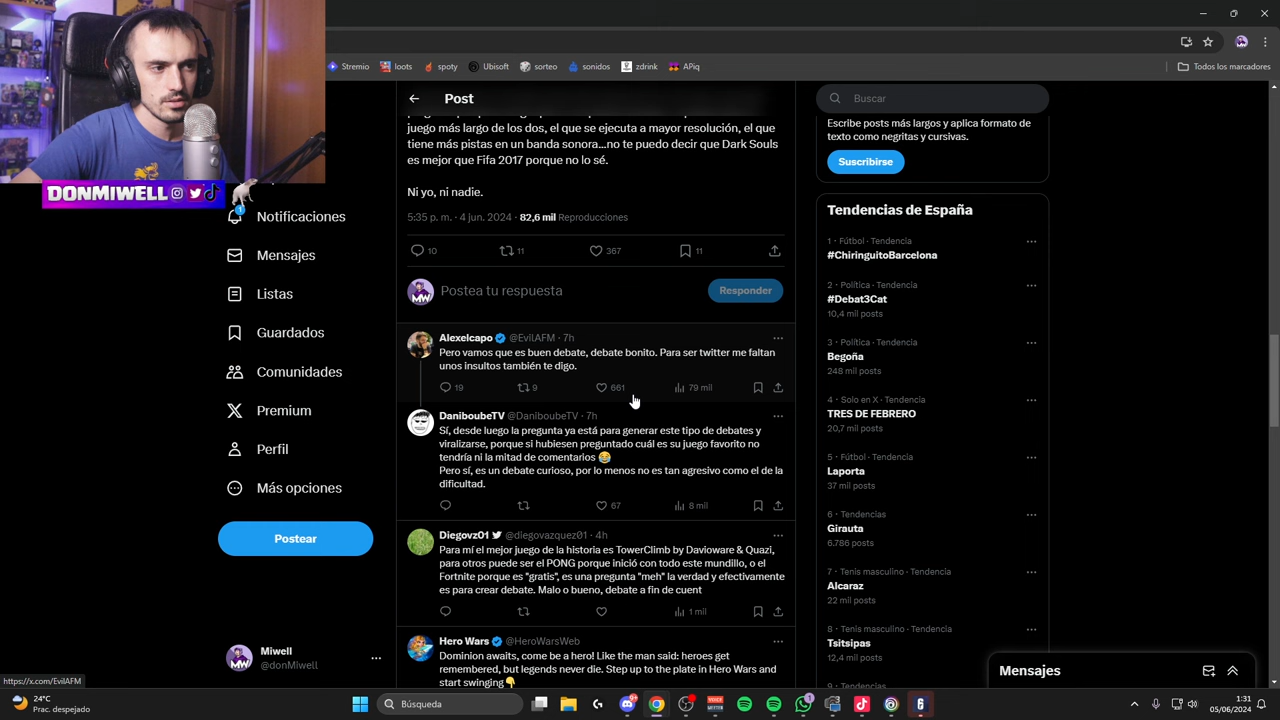 Stremio
loots
spoty
Ubisoft
sorteo
sonidos
zdrink
APiq
Todos los marcadores
DONMIWELL
Notificaciones
1
Mensajes
Listas
Guardados
Comunidades
Premium
Perfil
Más opciones
Postear
Miwell
@donMiwell
Post
juego más largo de los dos, el que se ejecuta a mayor resolución, el que
tiene más pistas en un banda sonora...no te puedo decir que Dark Souls
es mejor que Fifa 2017 porque no lo sé.
Ni yo, ni nadie.
5:35 p. m. · 4 jun. 2024 · 82,6 mil Reproducciones
10 11 367 11
Postea tu respuesta
Responder
Alexelcapo @EvilAFM · 7h
Pero vamos que es buen debate, debate bonito. Para ser twitter me faltan
unos insultos también te digo.
19 9 661 79 mil
DaniboubeTV @DaniboubeTV · 7h
Sí, desde luego la pregunta ya está para generar este tipo de debates y
viralizarse, porque si hubiesen preguntado cuál es su juego favorito no
tendría ni la mitad de comentarios 😂
Pero sí, es un debate curioso, por lo menos no es tan agresivo como el de la
dificultad.
67 8 mil
Diegovz01 @diegovazquez01 · 4h
Para mí el mejor juego de la historia es TowerClimb by Davioware & Quazi,
para otros puede ser el PONG porque inició con todo este mundillo, o el
Fortnite porque es "gratis", es una pregunta "meh" la verdad y efectivamente
es para crear debate. Malo o bueno, debate a fin de cuent
1 mil
Hero Wars @HeroWarsWeb
Dominion awaits, come be a hero! Like the man said: heroes get
remembered, but legends never die. Step up to the plate in Hero Wars and
start swinging 👇
Buscar
Escribe posts más largos y aplica formato de
texto como negritas y cursivas.
Suscribirse
Tendencias de España
1 · Fútbol · Tendencia
#ChiringuitoBarcelona
2 · Política · Tendencia
#Debat3Cat
10,4 mil posts
3 · Política · Tendencia
Begoña
248 mil posts
4 · Solo en X · Tendencia
TRES DE FEBRERO
20,7 mil posts
5 · Fútbol · Tendencia
Laporta
37 mil posts
6 · Tendencias
Girauta
6.786 posts
7 · Tenis masculino · Tendencia
Alcaraz
22 mil posts
8 · Tenis masculino · Tendencia
Tsitsipas
12,4 mil posts
9 · Tendencias
Mensajes
https://x.com/EvilAFM
24°C
Prac. despejado
Búsqueda
1:31
05/06/2024